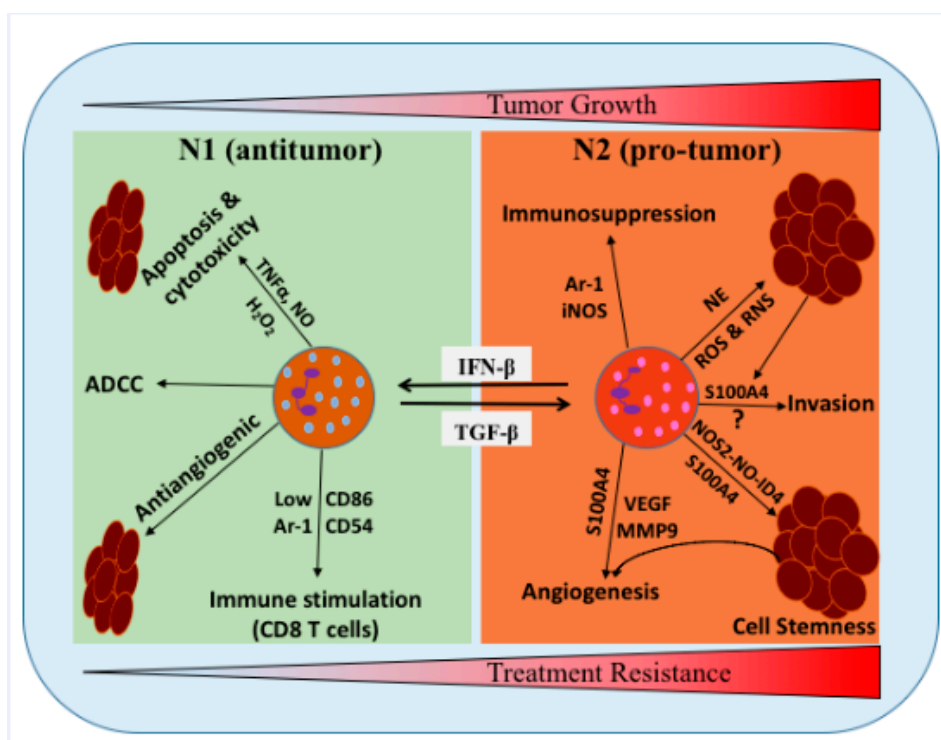 Tumor Growth
N1 (antitumor)
Apoptosis &
cytotoxicity
TNFα, NO
H₂O₂
ADCC
Antiangiogenic
Low CD86
Ar-1 CD54
Immune stimulation
(CD8 T cells)
IFN-β
TGF-β
N2 (pro-tumor)
Immunosuppression
Ar-1
iNOS
NE
ROS & RNS
S100A4
?
Invasion
NOS2-NO-ID4
S100A4
S100A4
VEGF
MMP9
Angiogenesis
Cell Stemness
Treatment Resistance